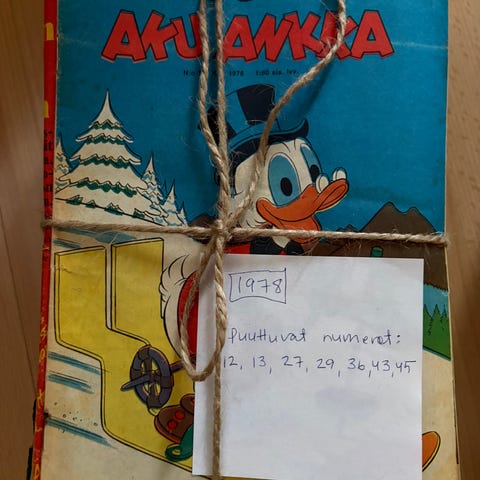 AKU ANKKA
1978
1978
Puuttuvat numerot:
12, 13, 27, 29, 36, 43, 45